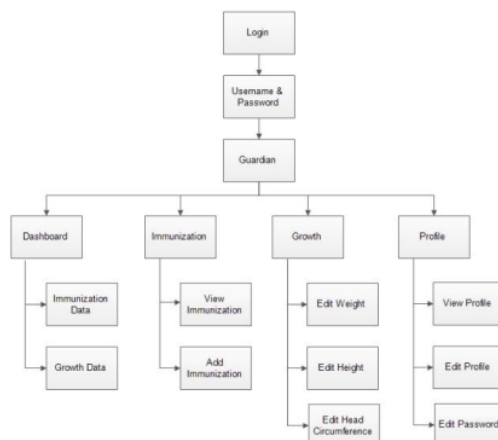 Login
Username &
Password
Guardian
Dashboard
Immunization
Growth
Profile
Immunization
Data
View
Immunization
Edit Weight
View Profile
Growth Data
Add
Immunization
Edit Height
Edit Profile
Edit Head
Circumference
Edit Password